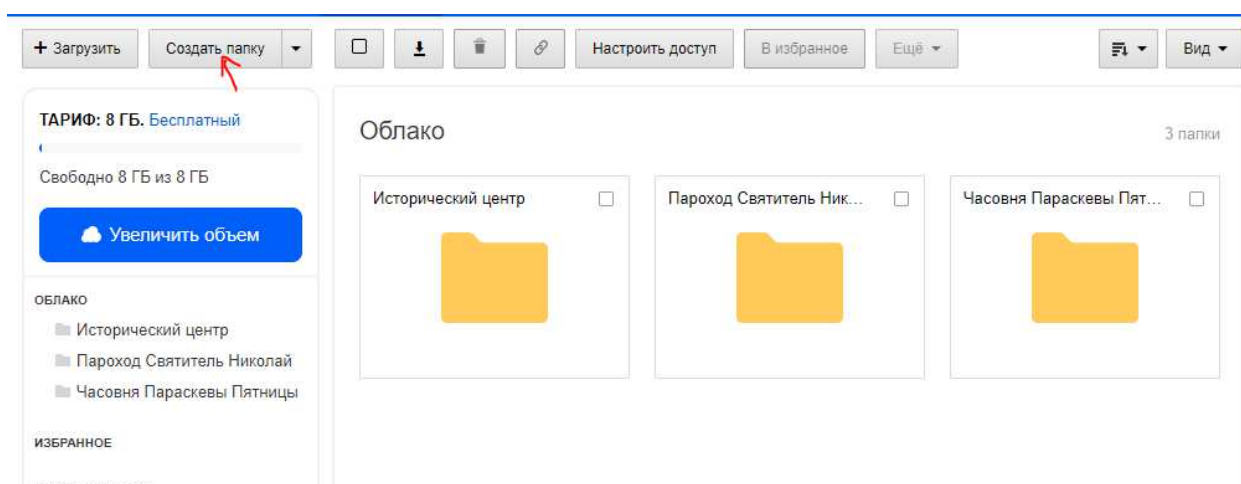 + Загрузить Создать папку Настроить доступ В избранное Ещё Вид
ТАРИФ: 8 ГБ. Бесплатный
Свободно 8 ГБ из 8 ГБ
Увеличить объем
ОБЛАКО
Исторический центр
Пароход Святитель Николай
Часовня Параскевы Пятницы
ИЗБРАННОЕ
Облако 3 папки
Исторический центр Пароход Святитель Ник... Часовня Параскевы Пят...